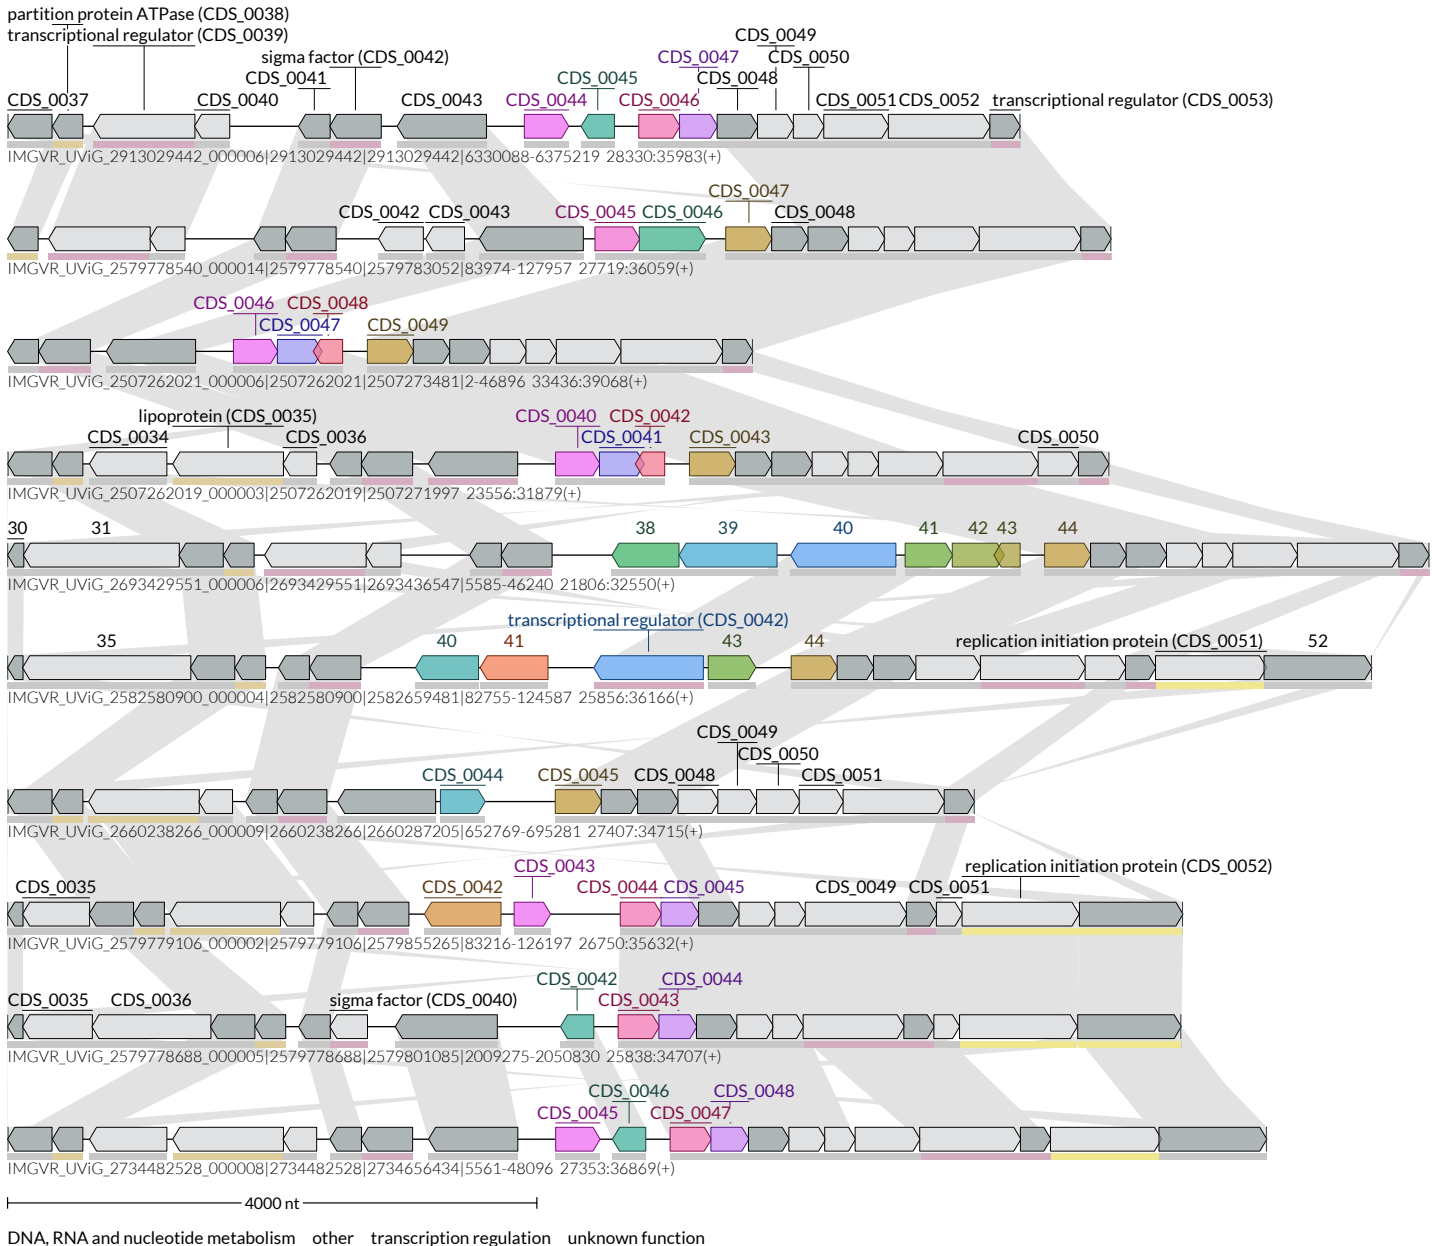 partition protein ATPase (CDS_0038)
transcriptional regulator (CDS_0039)
CDS_0049
sigma factor (CDS_0042)
CDS_0047
CDS_0050
CDS_0041
CDS_0045
CDS_0048
CDS_0037
CDS_0040
CDS_0043
CDS_0044
CDS_0046
CDS_0051
CDS_0052
transcriptional regulator (CDS_0053)
IMGVR_UViG_2913029442_000006|2913029442|2913029442|6330088-6375219 28330:35983(+)
CDS_0047
CDS_0042
CDS_0043
CDS_0045
CDS_0046
CDS_0048
IMGVR_UViG_2579778540_000014|2579778540|2579783052|83974-127957 27719:36059(+)
CDS_0046
CDS_0048
CDS_0047
CDS_0049
IMGVR_UViG_2507262021_000006|2507262021|2507273481|2-46896 33436:39068(+)
lipoprotein (CDS_0035)
CDS_0040
CDS_0042
CDS_0034
CDS_0036
CDS_0041
CDS_0043
CDS_0050
IMGVR_UViG_2507262019_000003|2507262019|2507271997 23556:31879(+)
30 31 38 39 40 41 42 43 44
IMGVR_UViG_2693429551_000006|2693429551|2693436547|5585-46240 21806:32550(+)
transcriptional regulator (CDS_0042)
35 40 41 43 44
replication initiation protein (CDS_0051)
52
IMGVR_UViG_2582580900_000004|2582580900|2582659481|82755-124587 25856:36166(+)
CDS_0049
CDS_0050
CDS_0044
CDS_0045
CDS_0048
CDS_0051
IMGVR_UViG_2660238266_000009|2660238266|2660287205|652769-695281 27407:34715(+)
CDS_0043
replication initiation protein (CDS_0052)
CDS_0035
CDS_0042
CDS_0044
CDS_0045
CDS_0049
CDS_0051
IMGVR_UViG_2579779106_000002|2579779106|2579855265|83216-126197 26750:35632(+)
CDS_0042
CDS_0044
CDS_0035
CDS_0036
sigma factor (CDS_0040)
CDS_0043
IMGVR_UViG_2579778688_000005|2579778688|2579801085|2009275-2050830 25838:34707(+)
CDS_0046
CDS_0048
CDS_0045
CDS_0047
IMGVR_UViG_2734482528_000008|2734482528|2734656434|5561-48096 27353:36869(+)
4000 nt
DNA, RNA and nucleotide metabolism other transcription regulation unknown function